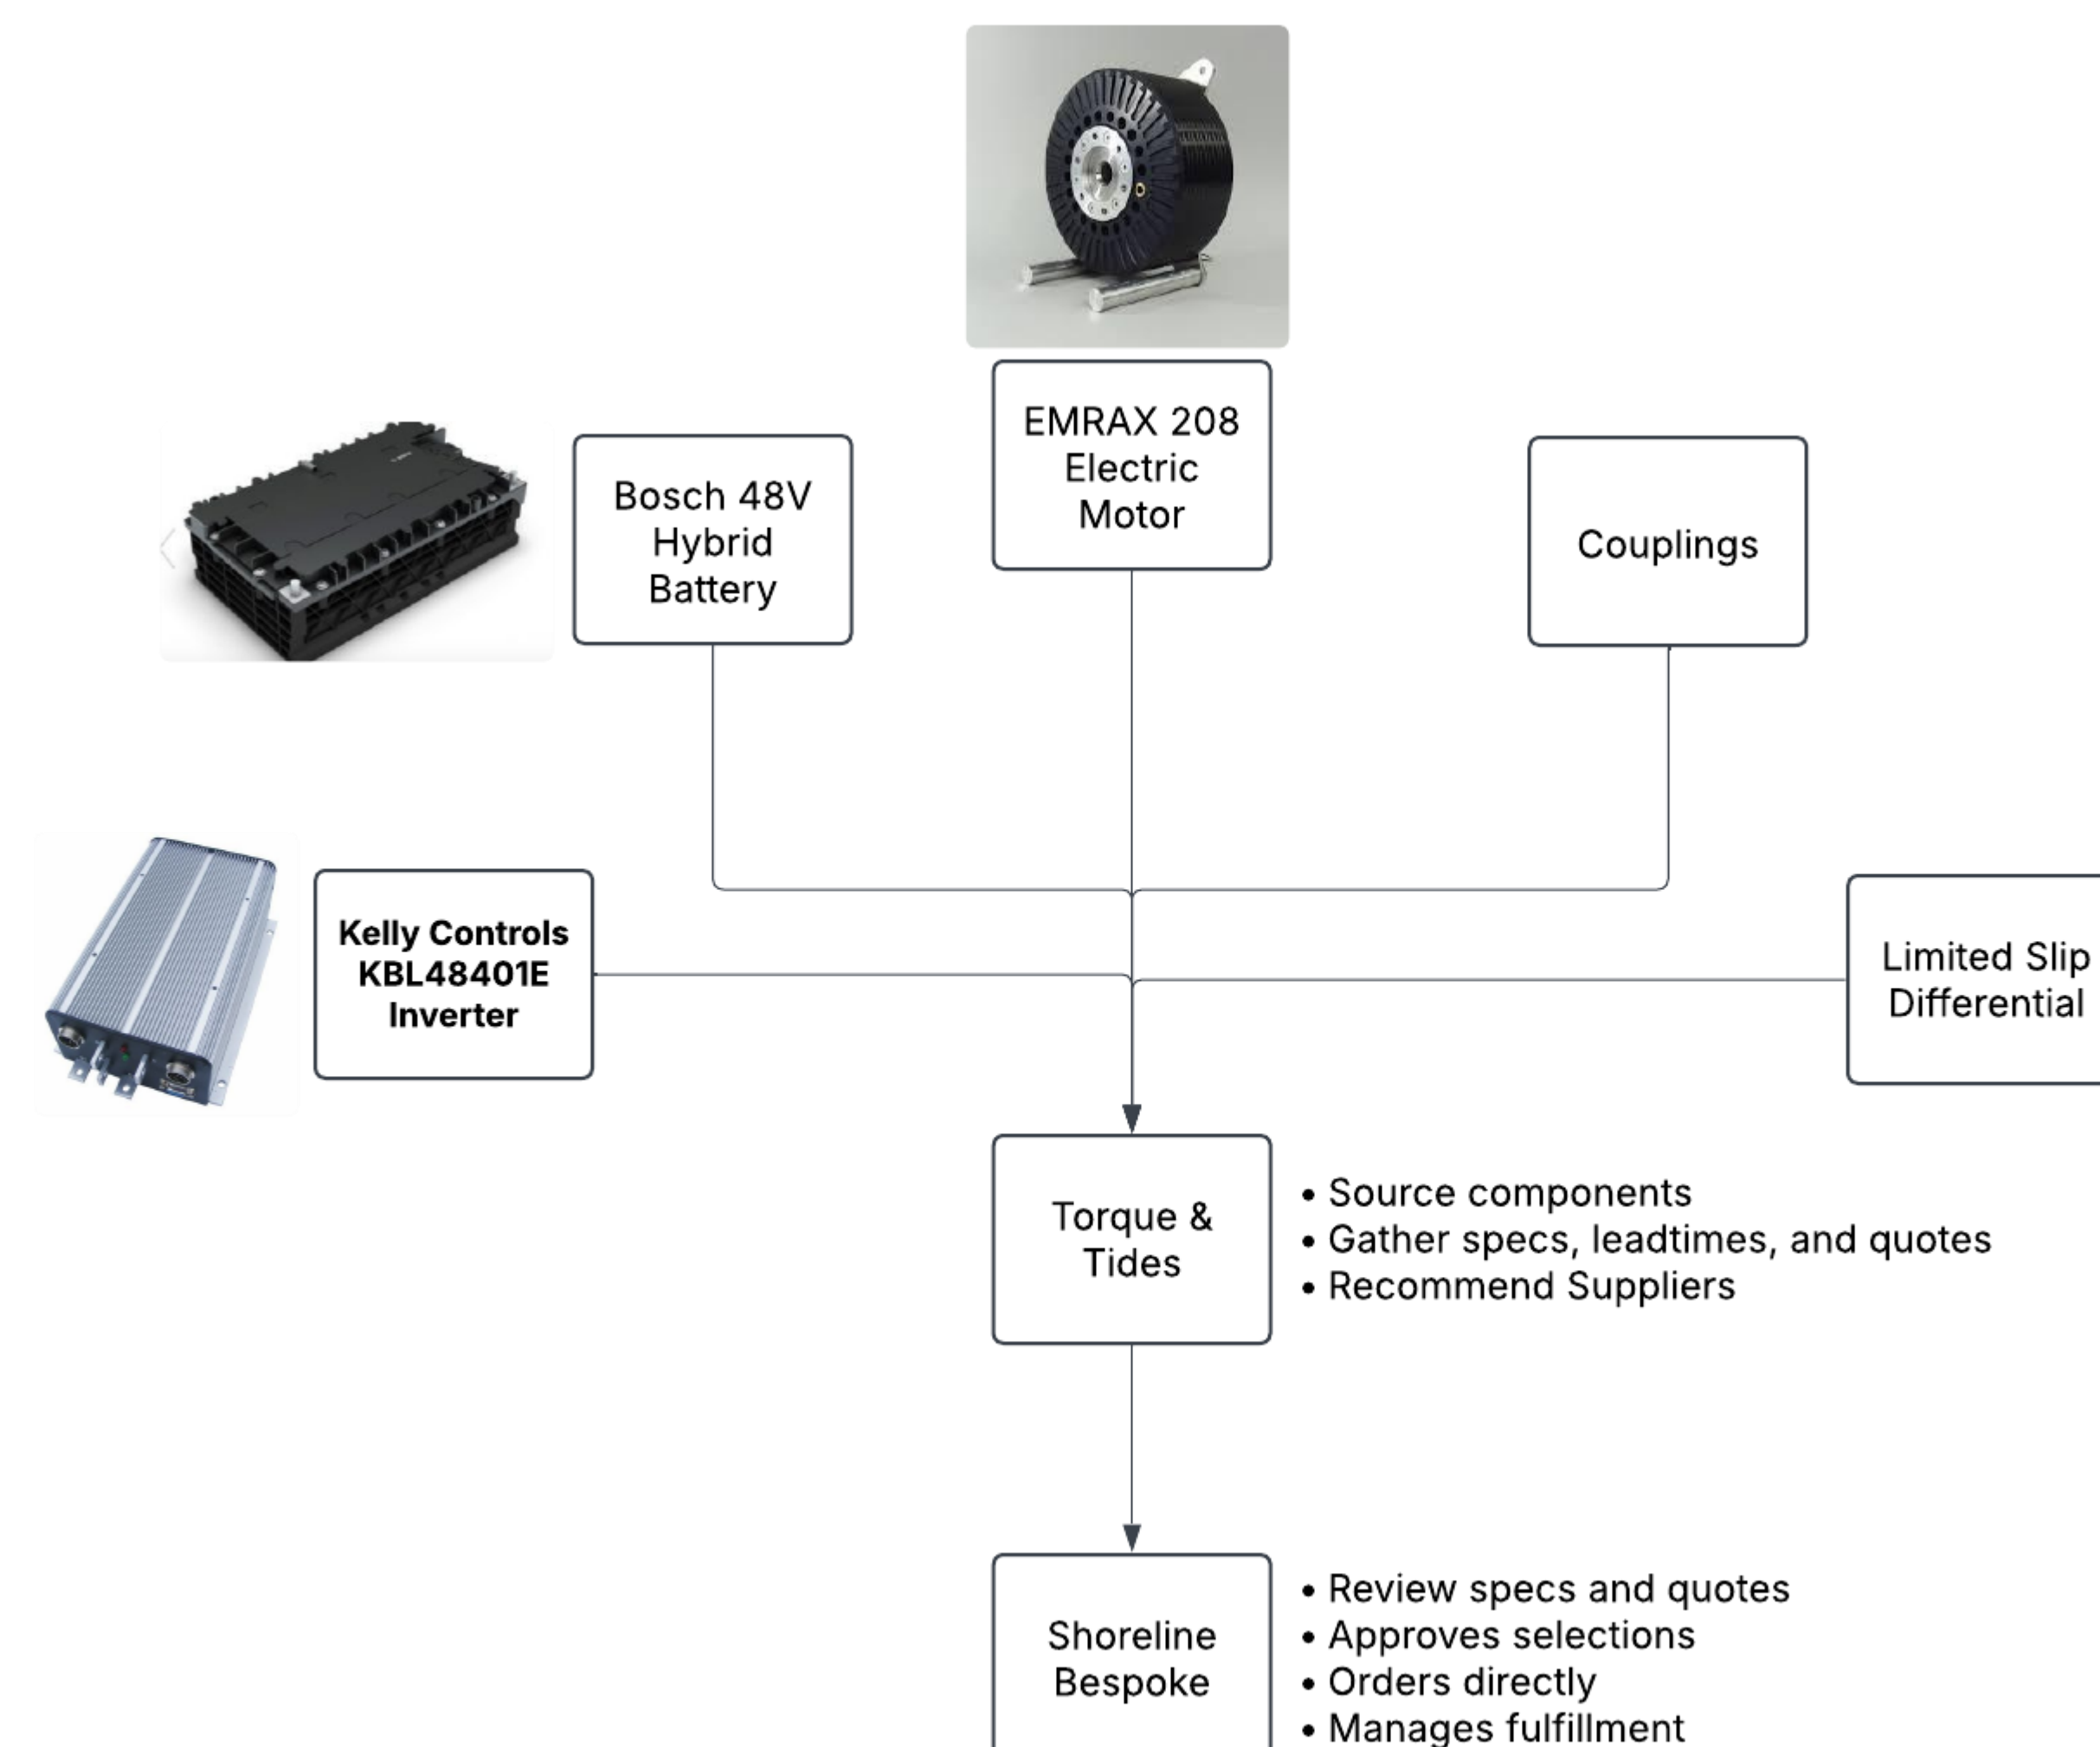 EMRAX 208
Electric
Motor
Bosch 48V
Hybrid
Battery
Couplings
Kelly Controls
KBL48401E
Inverter
Limited Slip
Differential
Torque &
Tides
• Source components
• Gather specs, leadtimes, and quotes
• Recommend Suppliers
Shoreline
Bespoke
• Review specs and quotes
• Approves selections
• Orders directly
• Manages fulfillment